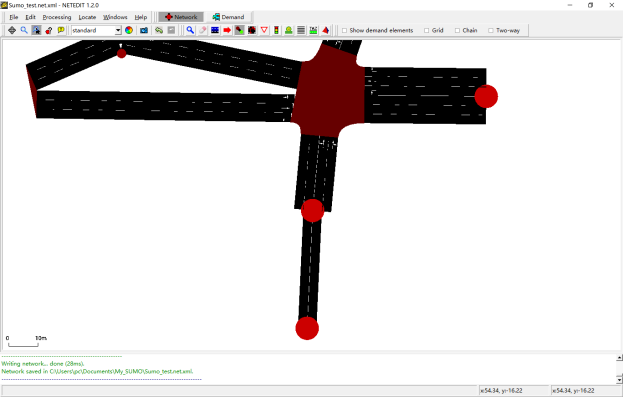 Sumo_test.net.xml - NETEDIT 1.2.0
File Edit Processing Locate Windows Help Network Demand
standard Show demand elements Grid Chain Two-way
0 10m
Writing network... done (28ms).
Network saved in C:\Users\pc\Documents\My_SUMO\Sumo_test.net.xml.
x:54.34, y:-16.22 x:54.34, y:-16.22